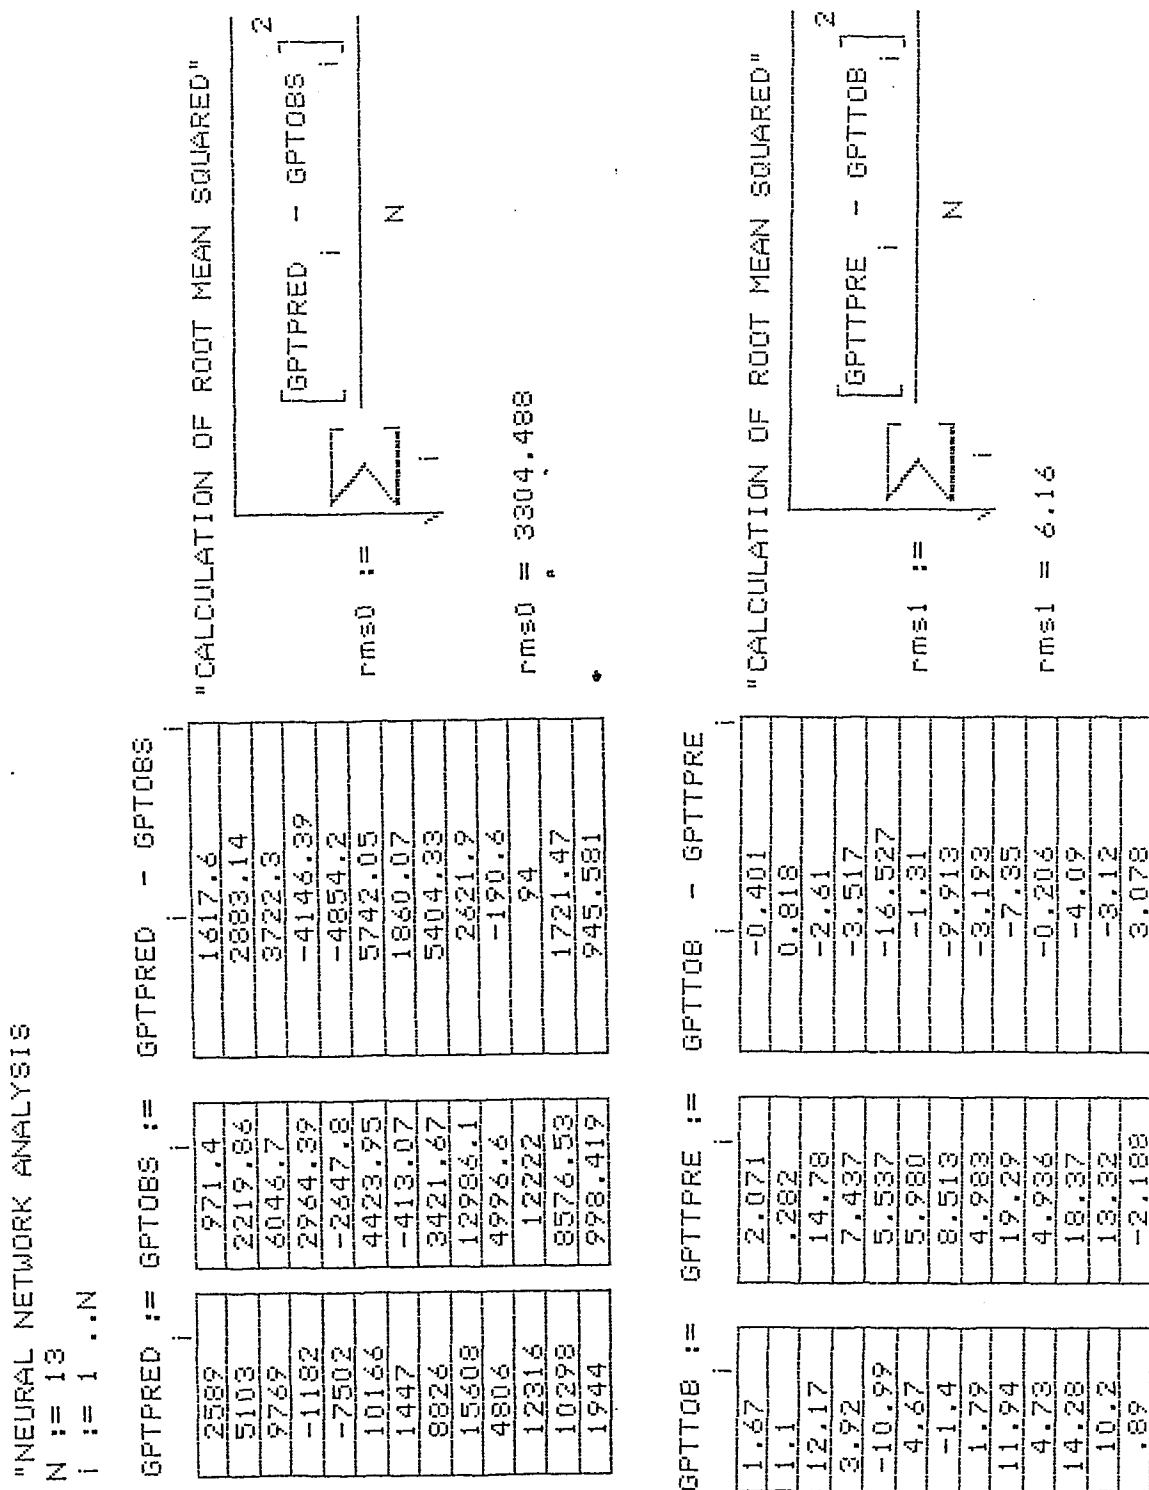 "NEURAL NETWORK ANALYSIS
N := 13
i := 1 ..N
GPTPRED := GPTOBS := GPTPRED - GPTOBS
i i i i
2589 971.4 1617.6
5103 2219.86 2883.14
9769 6046.7 3722.3
-1182 2964.39 -4146.39
-7502 -2647.8 -4854.2
10166 4423.95 5742.05
1447 -413.07 1860.07
8826 3421.67 5404.33
15608 12986.1 2621.9
4806 4996.6 -190.6
12316 12222 94
10298 8576.53 1721.47
1944 998.419 945.581
"CALCULATION OF ROOT MEAN SQUARED"
2
[GPTPRED - GPTOBS ]
i i
rms0 := √ Σ
N
i
rms0 = 3304.488
GPTTOB := GPTTPRE := GPTTOB - GPTTPRE
i i i i
1.67 2.071 -0.401
1.1 .282 0.818
12.17 14.78 -2.61
3.92 7.437 -3.517
-10.99 5.537 -16.527
4.67 5.980 -1.31
-1.4 8.513 -9.913
1.79 4.983 -3.193
11.94 19.29 -7.35
4.73 4.936 -0.206
14.28 18.37 -4.09
10.2 13.32 -3.12
.89 -2.188 3.078
"CALCULATION OF ROOT MEAN SQUARED"
2
[GPTTPRE - GPTTOB ]
i i
rms1 := √ Σ
N
i
rms1 = 6.16